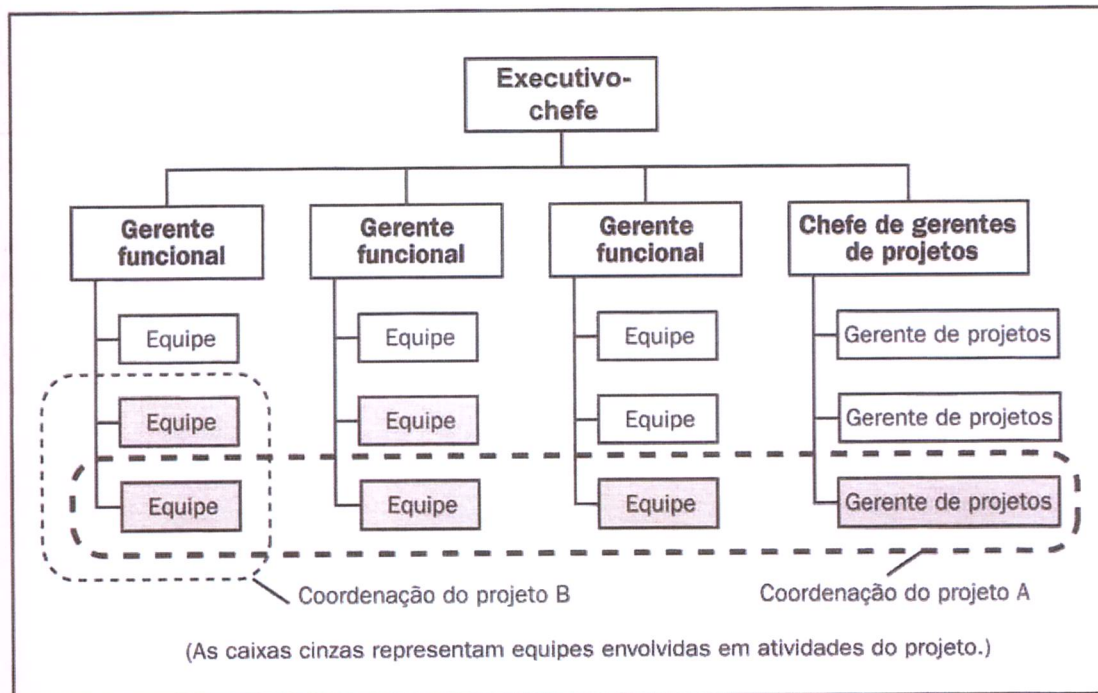 Executivo-
chefe
Gerente
funcional
Gerente
funcional
Gerente
funcional
Chefe de gerentes
de projetos
Equipe
Equipe
Equipe
Gerente de projetos
Equipe
Equipe
Equipe
Gerente de projetos
Equipe
Equipe
Equipe
Gerente de projetos
Coordenação do projeto B
Coordenação do projeto A
(As caixas cinzas representam equipes envolvidas em atividades do projeto.)